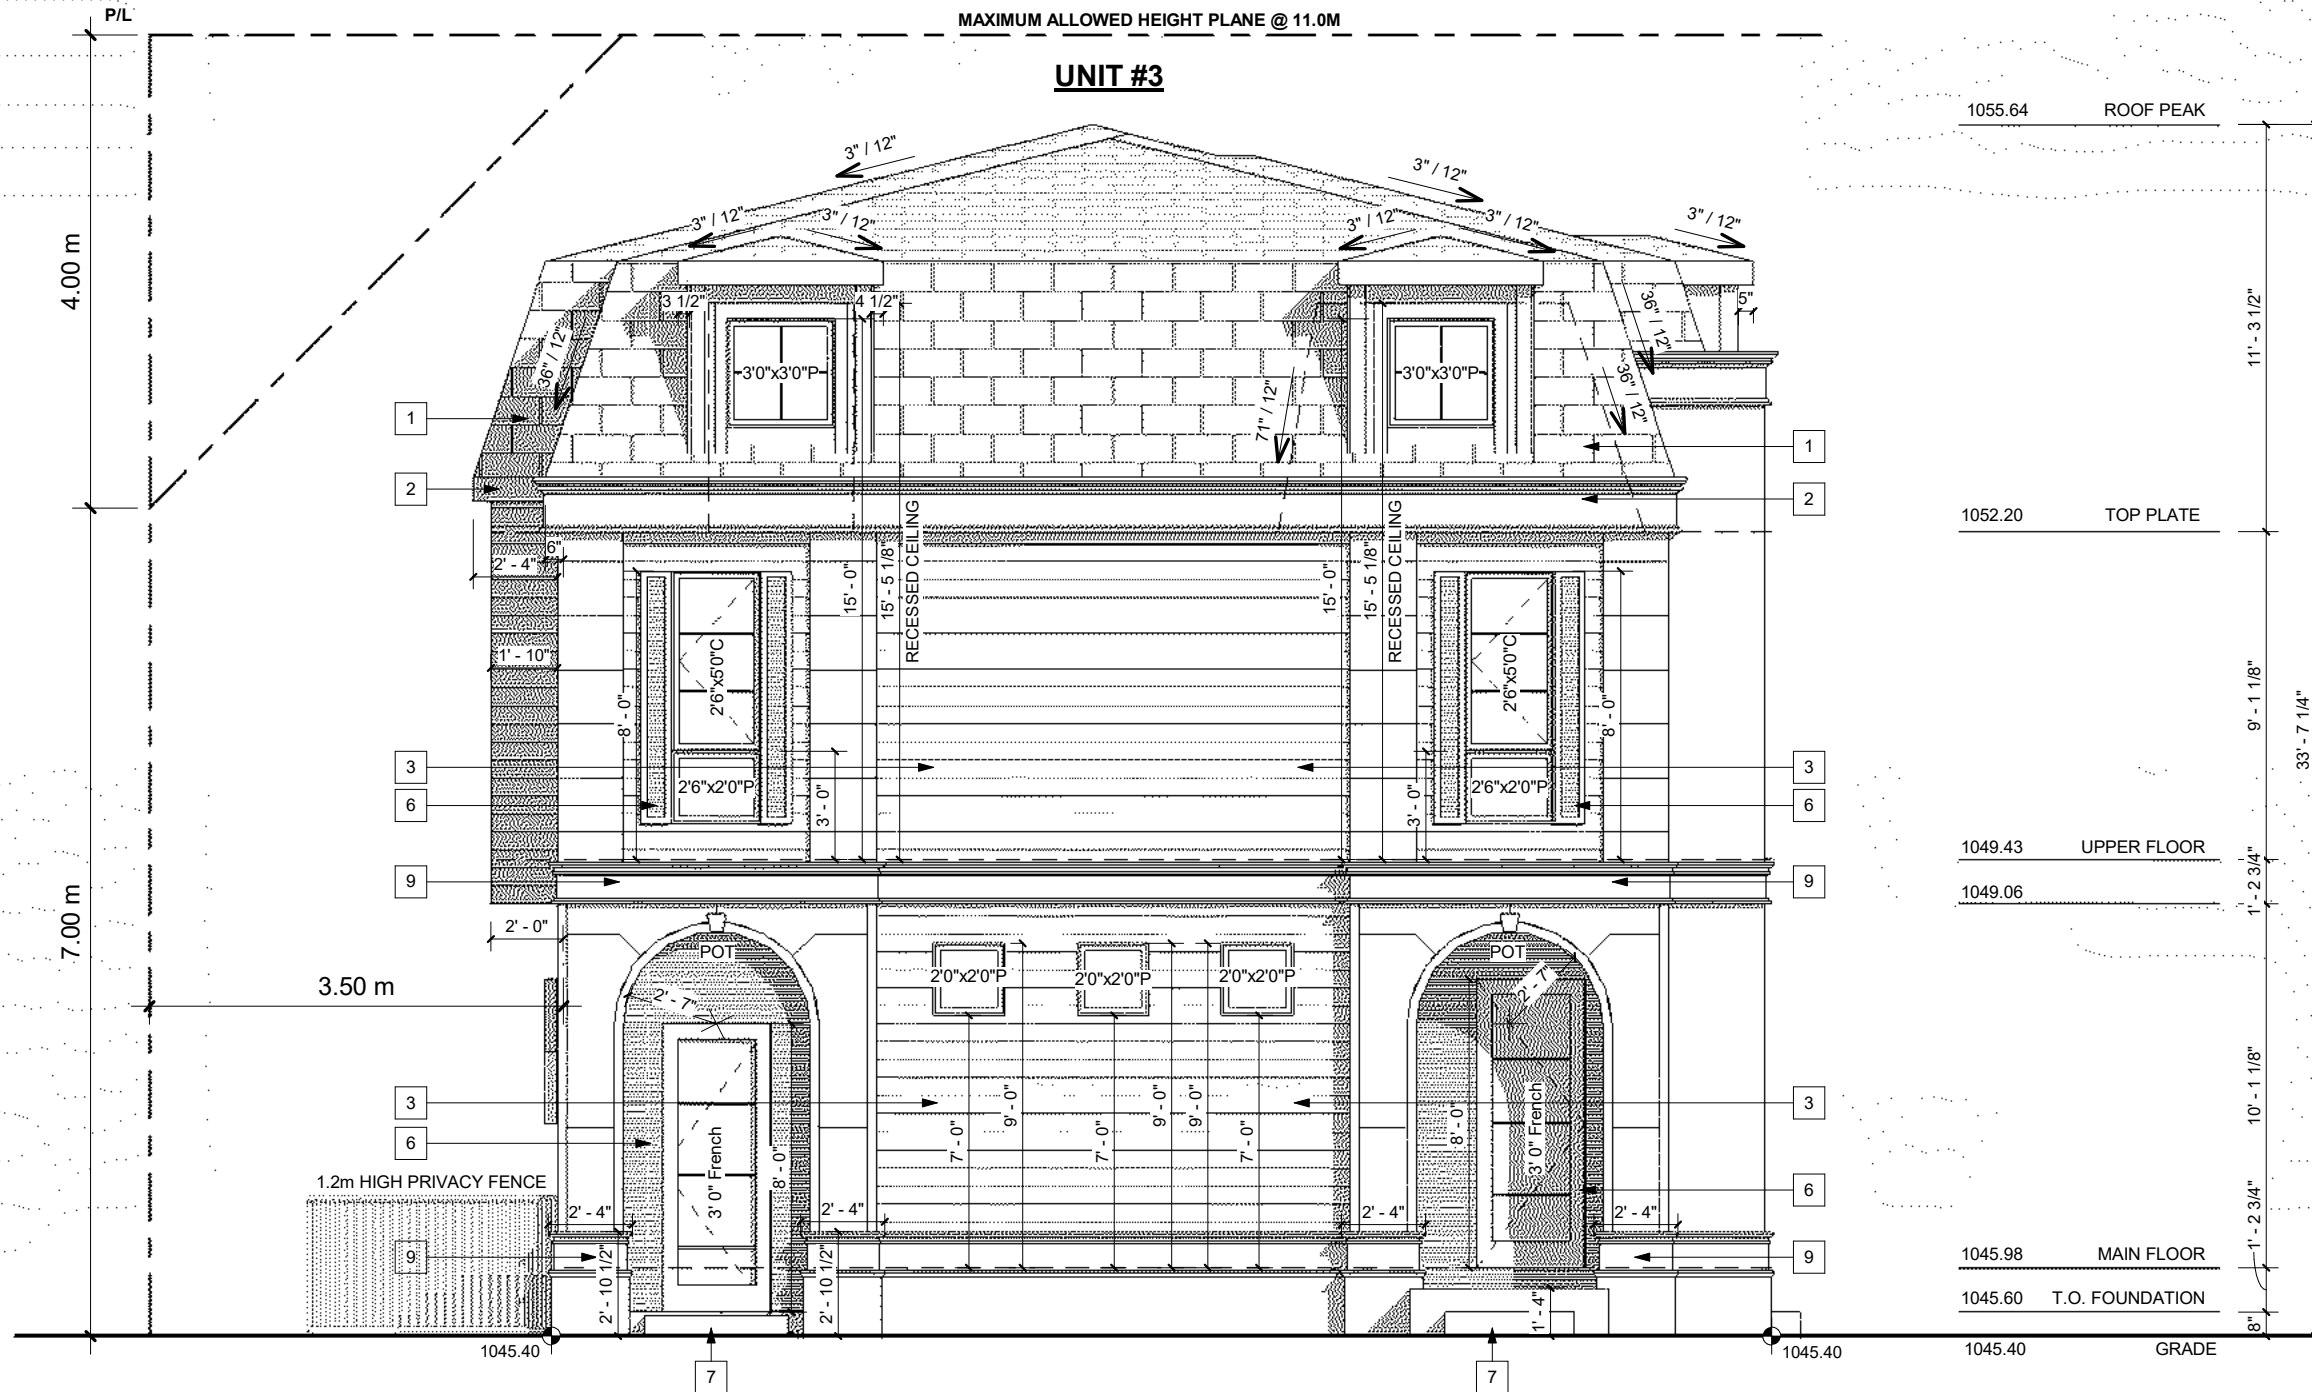 P/L
MAXIMUM ALLOWED HEIGHT PLANE @ 11.0M
UNIT #3
1055.64 ROOF PEAK
3" / 12"
3" / 12"
3" / 12"
3" / 12"
3" / 12"
3" / 12"
3" / 12"
4.00 m
3 1/2"
4 1/2"
36" / 12"
36" / 12"
5"
11' - 3 1/2"
36" / 12"
3'0"x3'0"P
3'0"x3'0"P
71" / 12"
1
1
2
2
1052.20 TOP PLATE
6"
2' - 4"
15' - 0"
15' - 5 1/8"
RECESSED CEILING
15' - 0"
15' - 5 1/8"
RECESSED CEILING
1' - 10"
8' - 0"
2'6"x5'0"C
2'6"x5'0"C
8' - 0"
9' - 1 1/8"
33' - 7 1/4"
3
3
2'6"x2'0"P
2'6"x2'0"P
6
3' - 0"
3' - 0"
6
1049.43 UPPER FLOOR
9
9
1' - 2 3/4"
1049.06
7.00 m
2' - 0"
POT
POT
2'0"x2'0"P
2'0"x2'0"P
2'0"x2'0"P
3.50 m
2' - 7"
2' - 7"
3
3
9' - 0"
9' - 0"
9' - 0"
10' - 1 1/8"
6
7' - 0"
7' - 0"
7' - 0"
3' 0" French
8' - 0"
8' - 0"
3' 0" French
1.2m HIGH PRIVACY FENCE
6
2' - 4"
2' - 4"
2' - 4"
2' - 4"
1' - 2 3/4"
9
2' - 10 1/2"
2' - 10 1/2"
9
1045.98 MAIN FLOOR
1' - 4"
1045.60 T.O. FOUNDATION
8"
1045.40
1045.40
1045.40 GRADE
7
7